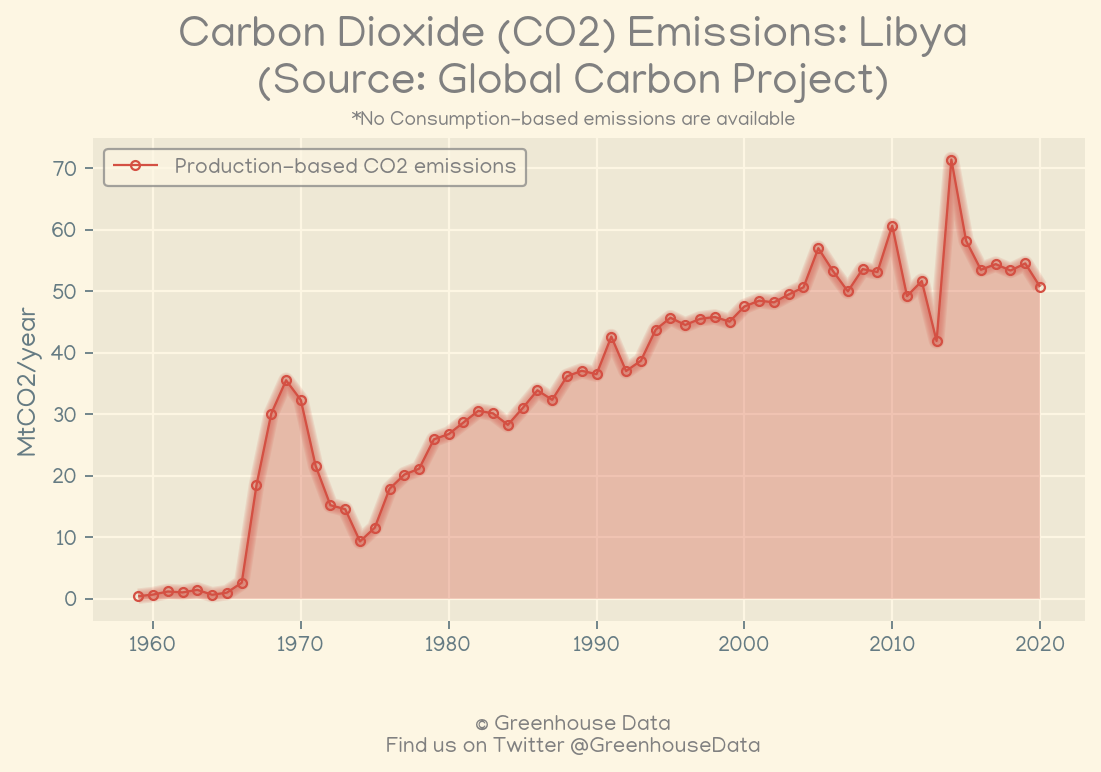 Carbon Dioxide (CO2) Emissions: Libya
(Source: Global Carbon Project)
*No Consumption-based emissions are available
Production-based CO2 emissions
MtCO2/year
70
60
50
40
30
20
10
0
1960 1970 1980 1990 2000 2010 2020
© Greenhouse Data
Find us on Twitter @GreenhouseData